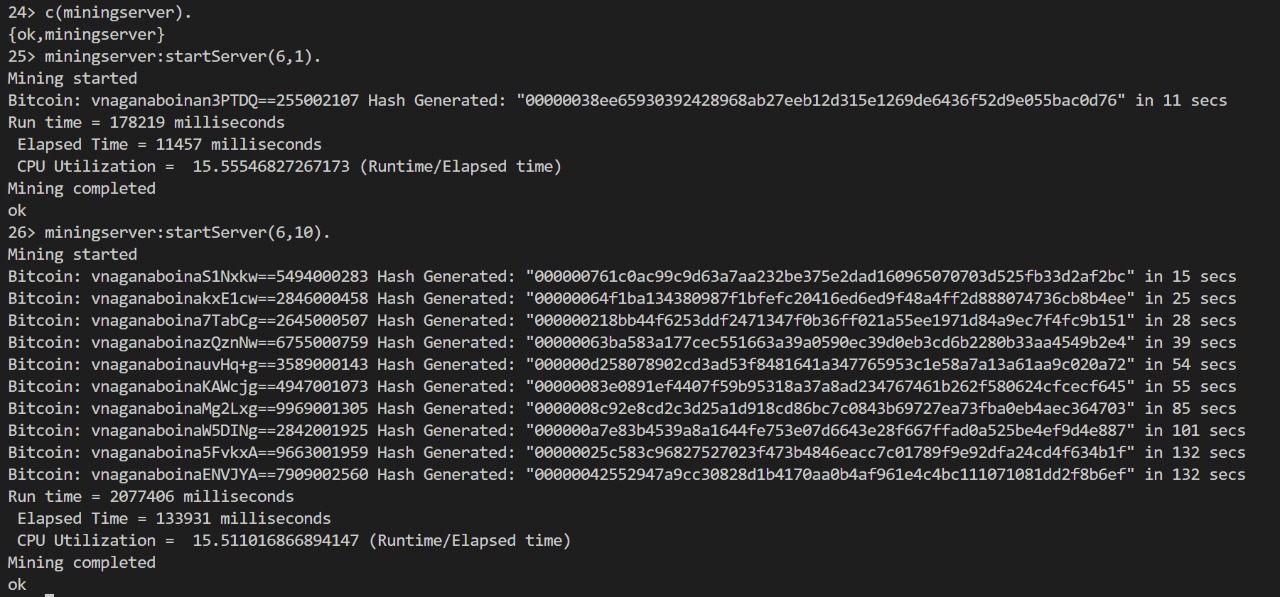 24> c(miningserver).
{ok,miningserver}
25> miningserver:startServer(6,1).
Mining started
Bitcoin: vnaganaboinan3PTDQ==255002107 Hash Generated: "00000038ee65930392428968ab27eeb12d315e1269de6436f52d9e055bac0d76" in 11 secs
Run time = 178219 milliseconds
Elapsed Time = 11457 milliseconds
CPU Utilization =  15.55546827267173 (Runtime/Elapsed time)
Mining completed
ok
26> miningserver:startServer(6,10).
Mining started
Bitcoin: vnaganaboinaS1Nxkw==5494000283 Hash Generated: "000000761c0ac99c9d63a7aa232be375e2dad160965070703d525fb33d2af2bc" in 15 secs
Bitcoin: vnaganaboinakxE1cw==2846000458 Hash Generated: "00000064f1ba134380987f1bfefc20416ed6ed9f48a4ff2d888074736cb8b4ee" in 25 secs
Bitcoin: vnaganaboina7TabCg==2645000507 Hash Generated: "000000218bb44f6253ddf2471347f0b36ff021a55ee1971d84a9ec7f4fc9b151" in 28 secs
Bitcoin: vnaganaboinazQznNw==6755000759 Hash Generated: "00000063ba583a177cec551663a39a0590ec39d0eb3cd6b2280b33aa4549b2e4" in 39 secs
Bitcoin: vnaganaboinauvHq+g==3589000143 Hash Generated: "000000d258078902cd3ad53f8481641a347765953c1e58a7a13a61aa9c020a72" in 54 secs
Bitcoin: vnaganaboinaKAWcjg==4947001073 Hash Generated: "00000083e0891ef4407f59b95318a37a8ad234767461b262f580624cfcecf645" in 55 secs
Bitcoin: vnaganaboinaMg2Lxg==9969001305 Hash Generated: "0000008c92e8cd2c3d25a1d918cd86bc7c0843b69727ea73fba0eb4aec364703" in 85 secs
Bitcoin: vnaganaboinaW5DINg==2842001925 Hash Generated: "000000a7e83b4539a8a1644fe753e07d6643e28f667ffad0a525be4ef9d4e887" in 101 secs
Bitcoin: vnaganaboina5FvkxA==9663001959 Hash Generated: "00000025c583c96827527023f473b4846eacc7c01789f9e92dfa24cd4f634b1f" in 132 secs
Bitcoin: vnaganaboinaENVJYA==7909002560 Hash Generated: "00000042552947a9cc30828d1b4170aa0b4af961e4c4bc111071081dd2f8b6ef" in 132 secs
Run time = 2077406 milliseconds
Elapsed Time = 133931 milliseconds
CPU Utilization =  15.511016866894147 (Runtime/Elapsed time)
Mining completed
ok